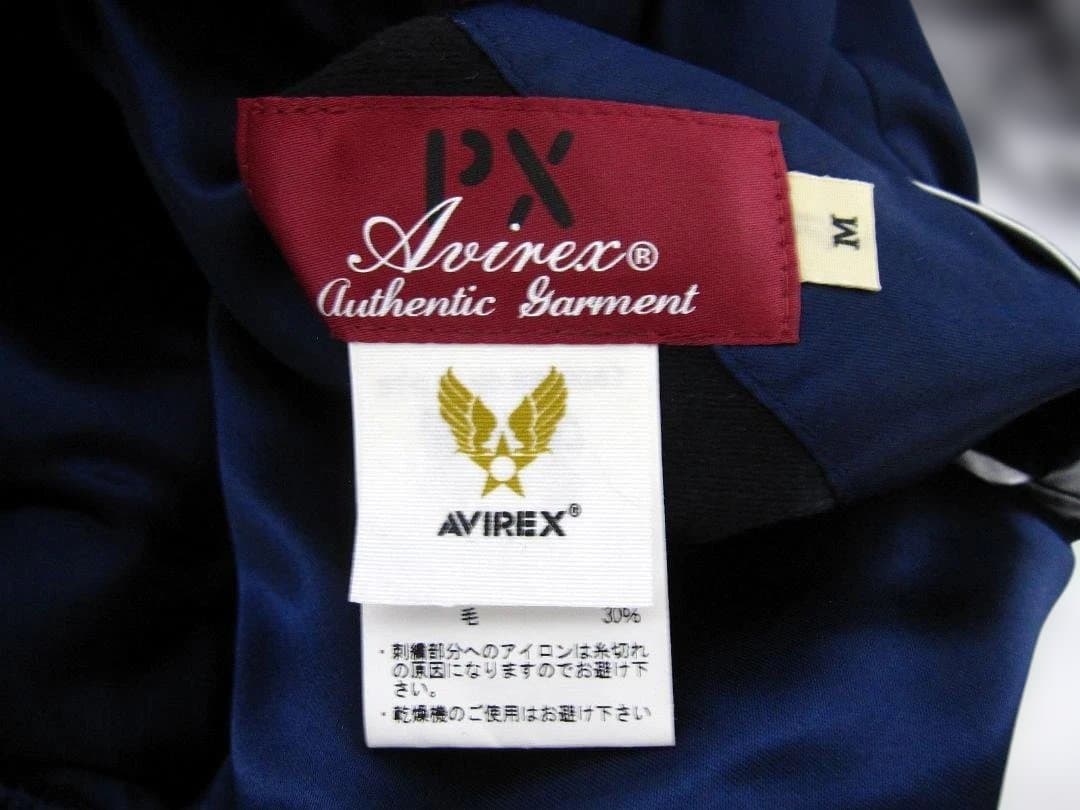 PX
Avirex®
Authentic Garment
M
AVIREX®
毛 30%
・刺繍部分へのアイロンは糸切れ
の原因になりますのでお避け下
さい。
・乾燥機のご使用はお避け下さい